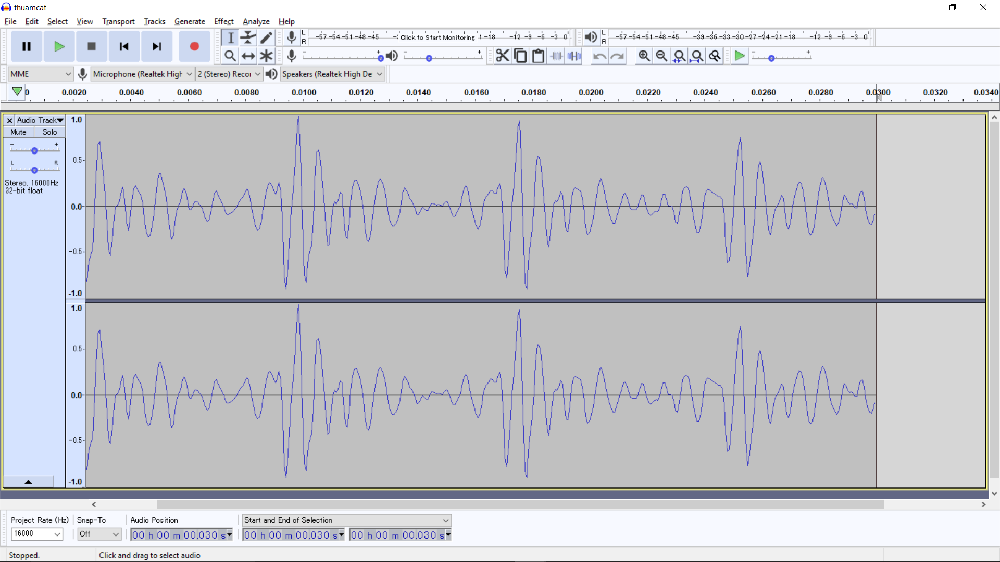 thuamcat
File Edit Select View Transport Tracks Generate Effect Analyze Help
L
R
-57 -54 -51 -48 -45 -: Click to Start Monitoring 1 -18 -12 -9 -6 -3 0
L
R
-57 -54 -51 -48 -45 -39 -36 -33 -30 -27 -24 -21 -18 -12 -9 -6 -3 0
- + - + - +
MME Microphone (Realtek High 2 (Stereo) Recor Speakers (Realtek High De
0 0.0020 0.0040 0.0060 0.0080 0.0100 0.0120 0.0140 0.0160 0.0180 0.0200 0.0220 0.0240 0.0260 0.0280 0.0300 0.0320 0.0340
× Audio Track
Mute Solo
- +
L R
Stereo, 16000Hz
32-bit float
1.0
0.5
0.0
-0.5
-1.0
1.0
0.5
0.0
-0.5
-1.0
Project Rate (Hz) Snap-To Audio Position Start and End of Selection
16000 Off 00 h 00 m 00.030 s 00 h 00 m 00.030 s 00 h 00 m 00.030 s
Stopped. Click and drag to select audio